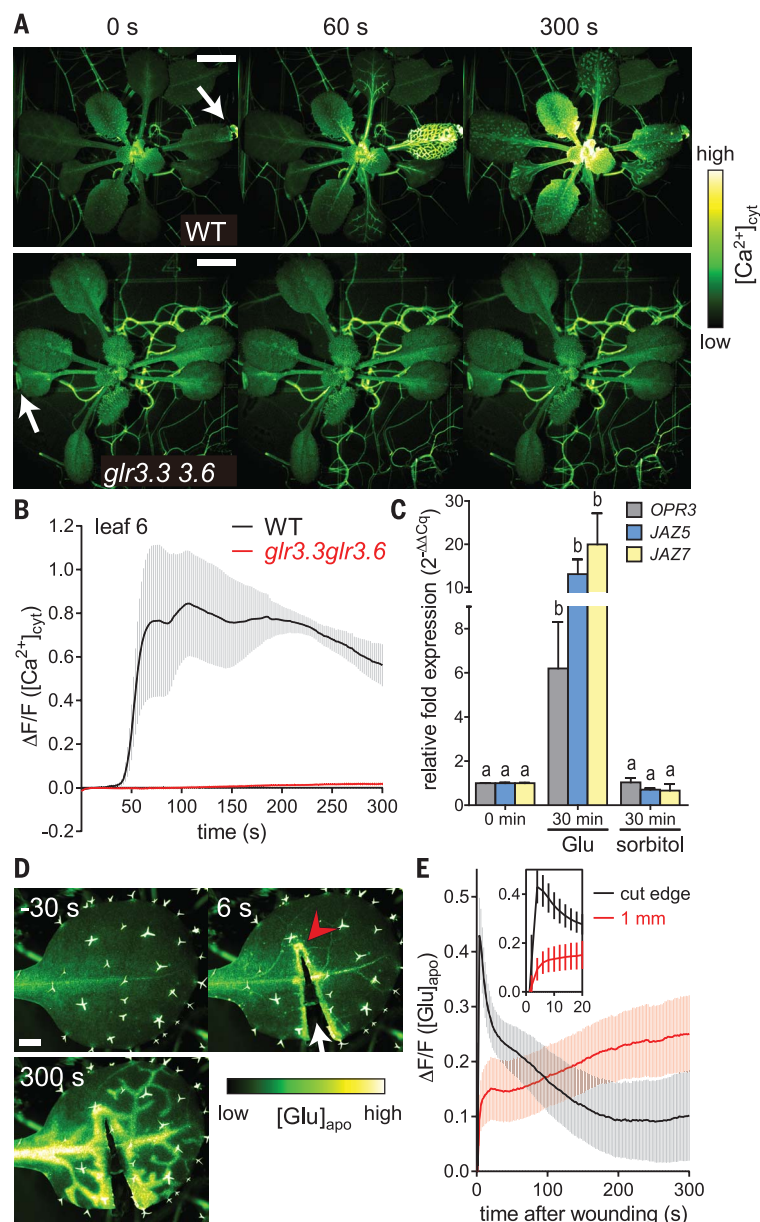 A
0 s 60 s 300 s
WT
glr3.3 3.6
high
[Ca2+]cyt
low
B
leaf 6
WT
glr3.3glr3.6
ΔF/F ([Ca2+]cyt)
1.2
1.0
0.8
0.6
0.4
0.2
0.0
-0.2
50 100 150 200 250 300
time (s)
C
relative fold expression (2-ΔΔCq)
OPR3
JAZ5
JAZ7
30
20
10
8
6
4
2
0
a a a b b b a a a
0 min 30 min 30 min
Glu sorbitol
D
-30 s 6 s
300 s
low high
[Glu]apo
E
cut edge
1 mm
ΔF/F ([Glu]apo)
0.5
0.4
0.3
0.2
0.1
0.0
0.4
0.2
0.0
0 10 20
0 100 200 300
time after wounding (s)